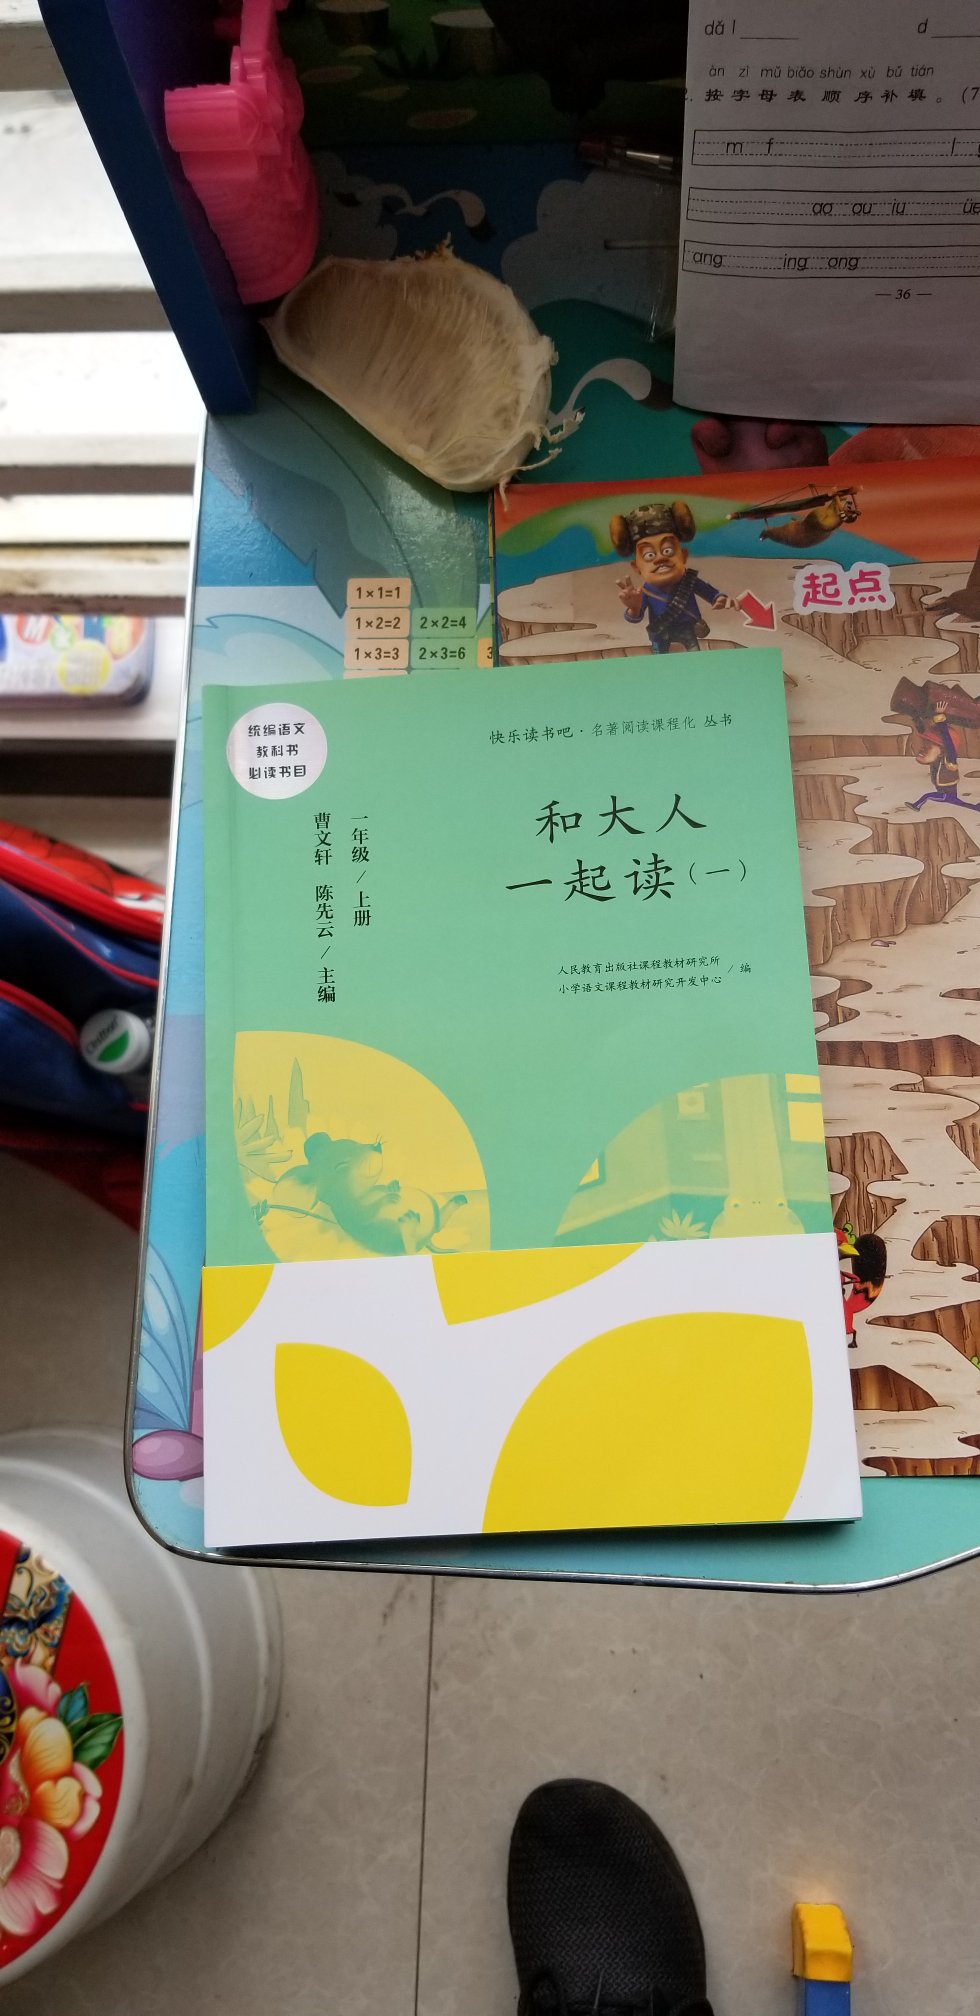 dǎ l
d
àn zì mǔ biǎo shùn xù bǔ tián
按字母表顺序补填。(7
m f l
ao ou iu üe
ang ing ong
— 36 —
起点
1×1=1
1×2=2 2×2=4
1×3=3 2×3=6 3
统编语文
教科书
必读书目
快乐读书吧·名著阅读课程化丛书
和大人
一起读(一)
一年级/上册
曹文轩 陈先云/主编
人民教育出版社课程教材研究所
小学语文课程教材研究开发中心
/编